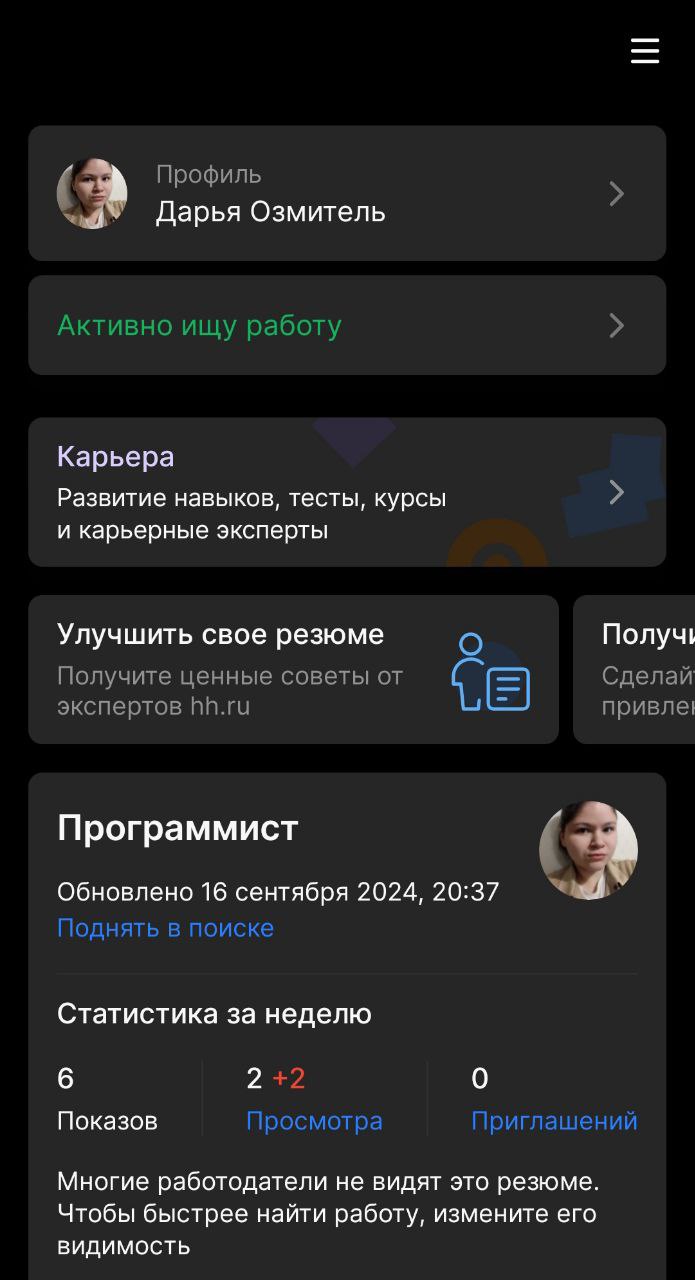 Профиль
Дарья Озмитель
Активно ищу работу
Карьера
Развитие навыков, тесты, курсы
и карьерные эксперты
Улучшить свое резюме
Получите ценные советы от
экспертов hh.ru
Получи
Сделай
привлек
Программист
Обновлено 16 сентября 2024, 20:37
Поднять в поиске
Статистика за неделю
6
Показов
2 +2
Просмотра
0
Приглашений
Многие работодатели не видят это резюме.
Чтобы быстрее найти работу, измените его
видимость